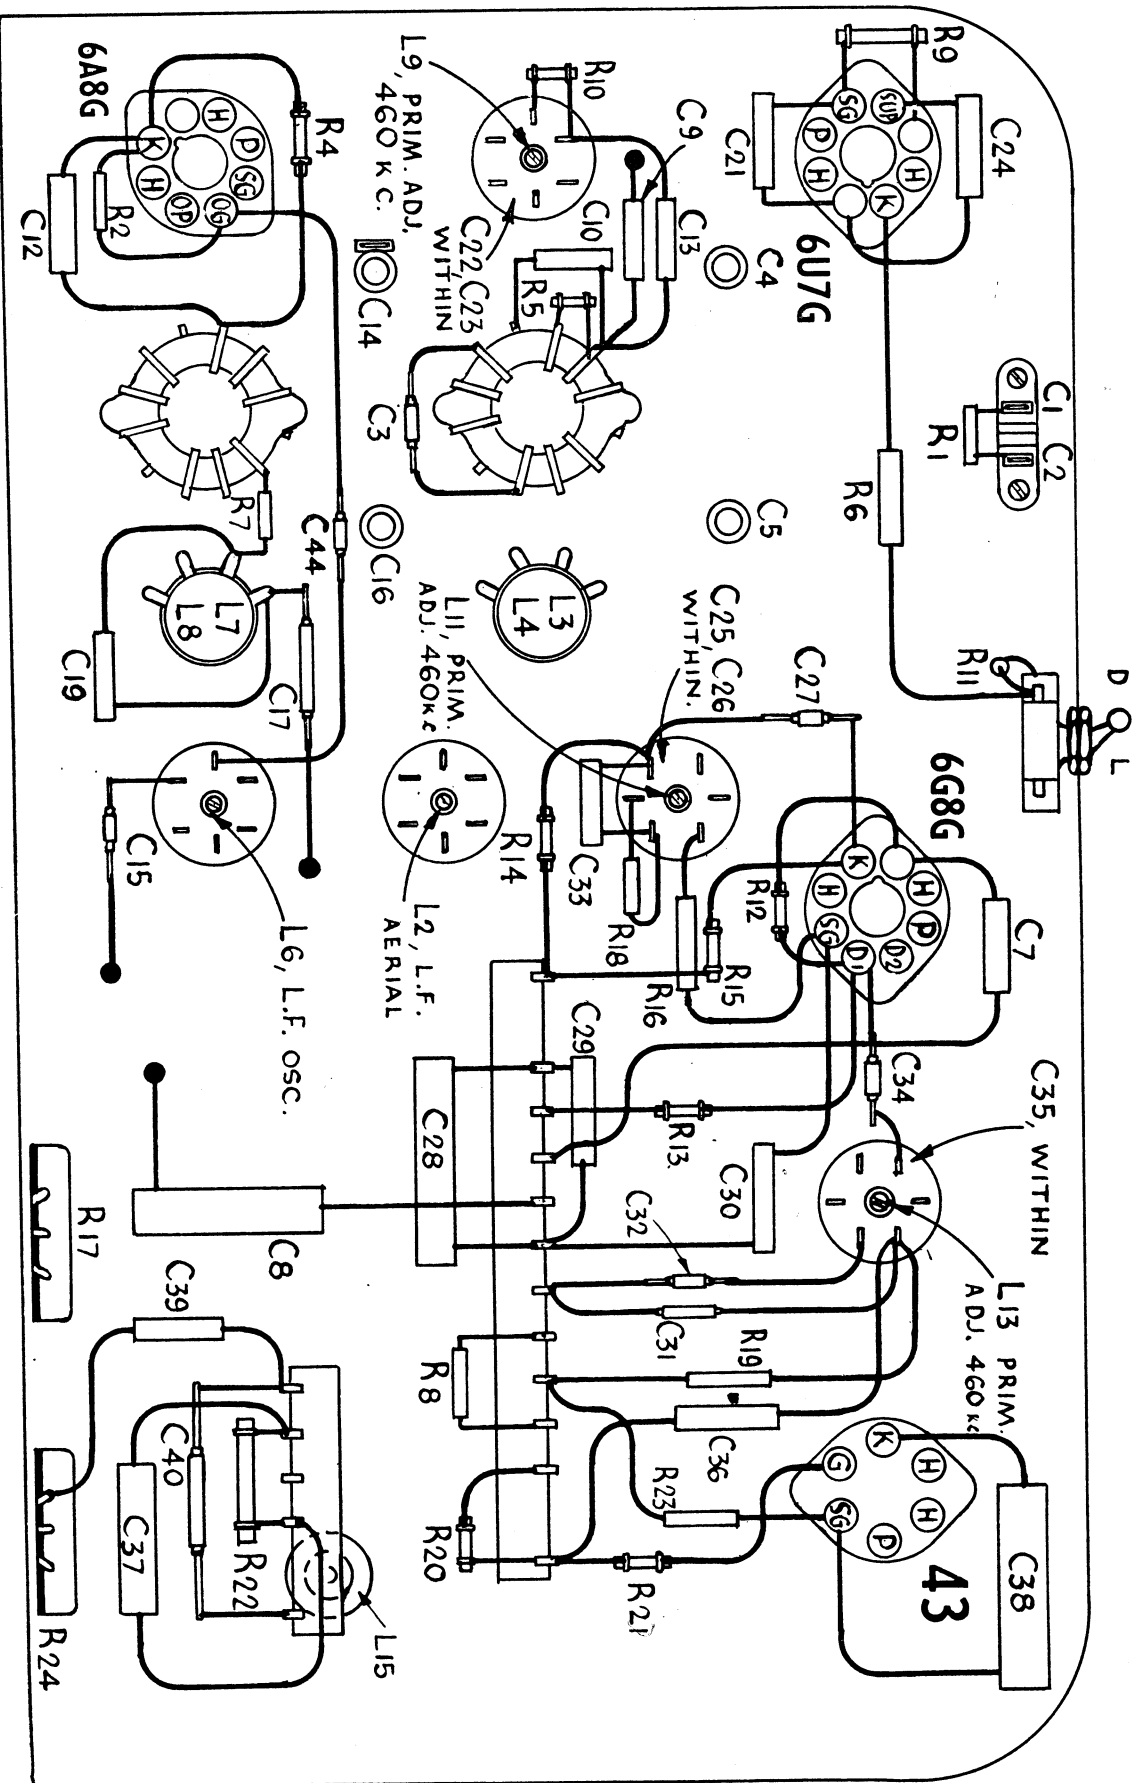 R9
C24
SUP
SG
H
P
H
K
C21
6U7G
C1
C2
R1
R6
D
L
R11
R10
C9
L9, PRIM. ADJ.
460 KC.
C13
C10
C22, C23
WITHIN
R5
C4
C14
C3
C5
C16
6A8G
R4
H
P
K
SG
H
OP
OG
R2
C12
R7
C44
L7
L8
C19
C17
L3
L4
L11, PRIM.
ADJ. 460KC
C25, C26
WITHIN.
C27
6G8G
K
H
H
P
SG
D1
D2
R12
C7
R14
C33
R18
R16
R15
L2, L.F.
AERIAL
C15
L6, L.F. OSC.
C29
C28
R13
C34
C35, WITHIN
C30
C32
C31
L13 PRIM.
ADJ. 460KC
R19
C36
R23
R8
R20
R21
K
H
G
H
SG
P
43
C38
C8
R17
C39
C40
R22
C37
L15
R24